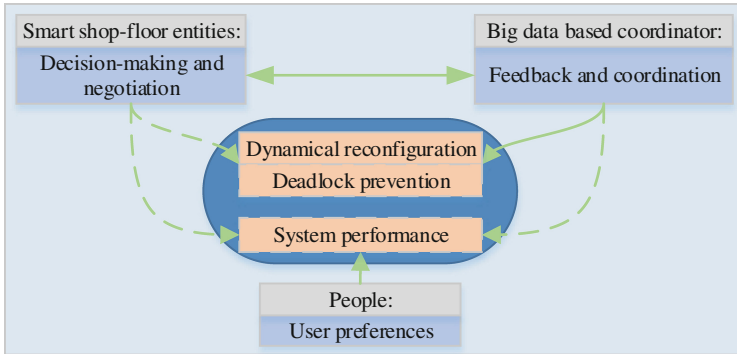 Smart shop-floor entities:
Decision-making and
negotiation
Big data based coordinator:
Feedback and coordination
Dynamical reconfiguration
Deadlock prevention
System performance
People:
User preferences